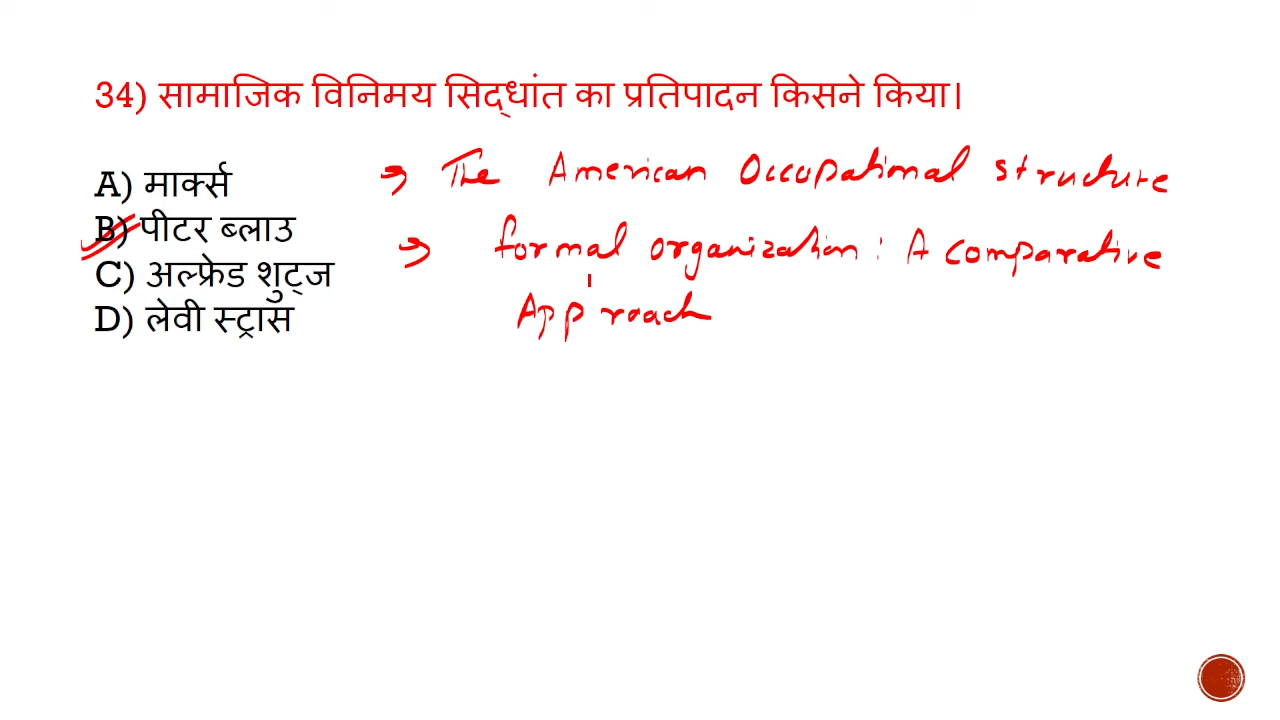 34) सामाजिक विनिमय सिद्धांत का प्रतिपादन किसने किया।
A) मार्क्स
B) पीटर ब्लाउ
C) अल्फ्रेड शुट्ज
D) लेवी स्ट्रास
→ The American Occupational structure
→ formal organization: A comparative
Approach